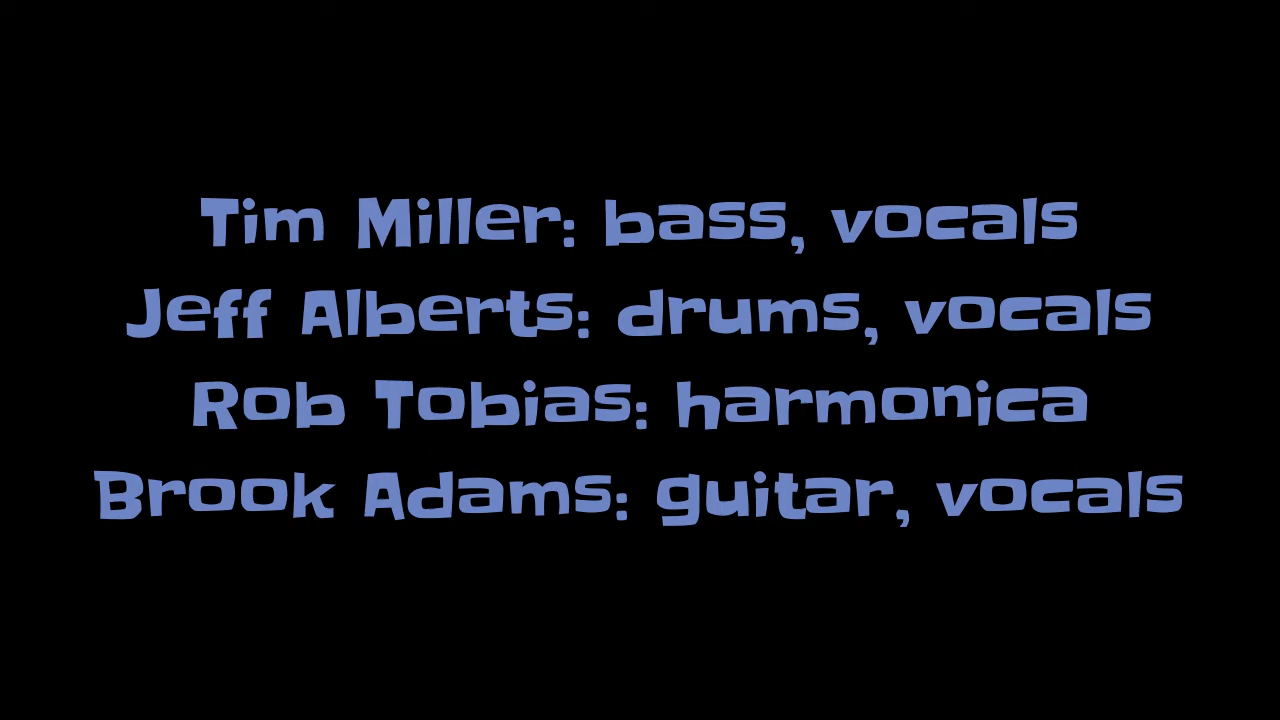 Tim Miller: bass, vocals
Jeff Alberts: drums, vocals
Rob Tobias: harmonica
Brook Adams: guitar, vocals